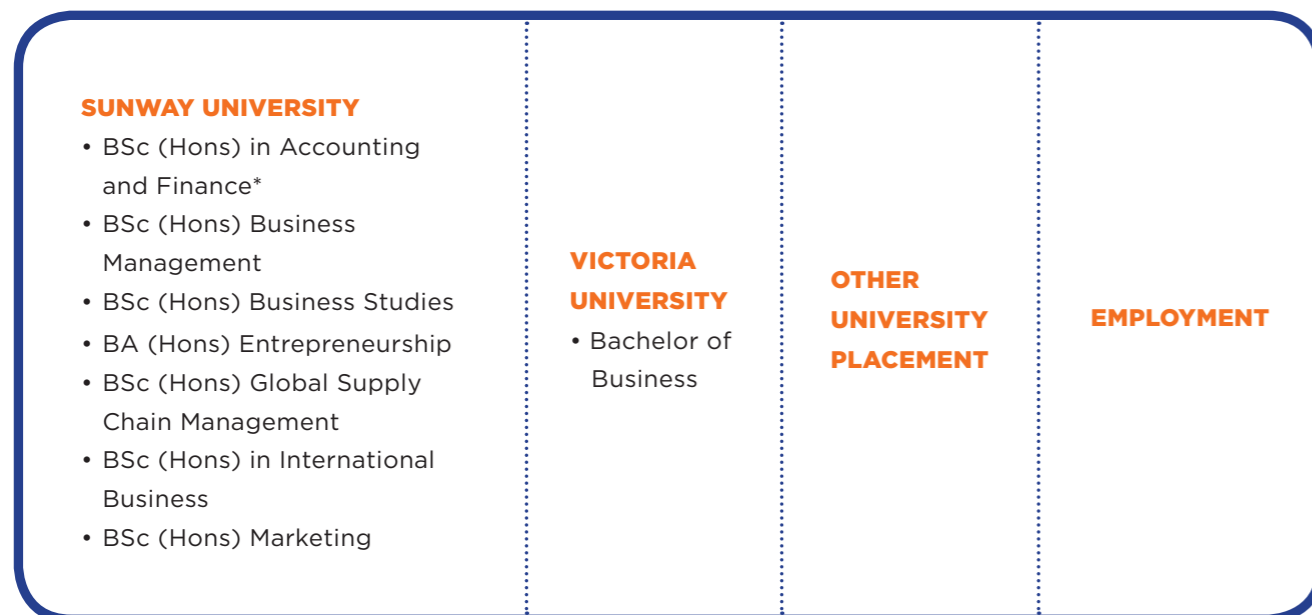 SUNWAY UNIVERSITY
• BSc (Hons) in Accounting
and Finance*
• BSc (Hons) Business
Management
• BSc (Hons) Business Studies
• BA (Hons) Entrepreneurship
• BSc (Hons) Global Supply
Chain Management
• BSc (Hons) in International
Business
• BSc (Hons) Marketing
VICTORIA
UNIVERSITY
• Bachelor of
Business
OTHER
UNIVERSITY
PLACEMENT
EMPLOYMENT